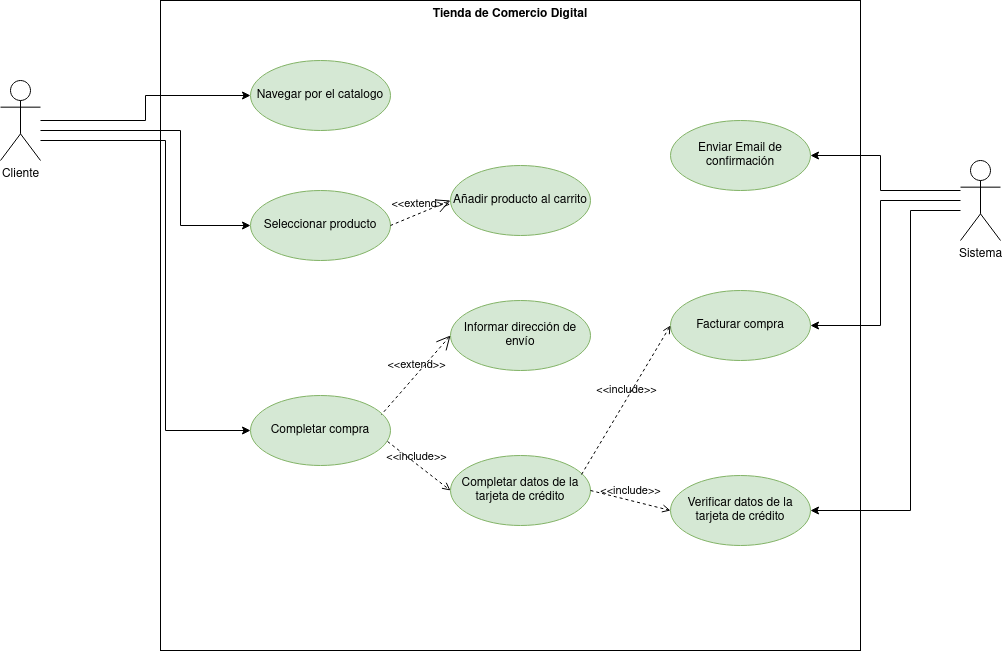 Tienda de Comercio Digital
Navegar por el catalogo
Cliente
Enviar Email de
confirmación
Seleccionar producto
<<extend>>
Añadir producto al carrito
Sistema
Informar dirección de
envío
Facturar compra
<<extend>>
<<include>>
Completar compra
<<include>>
Completar datos de la
tarjeta de crédito
<<include>>
Verificar datos de la
tarjeta de crédito